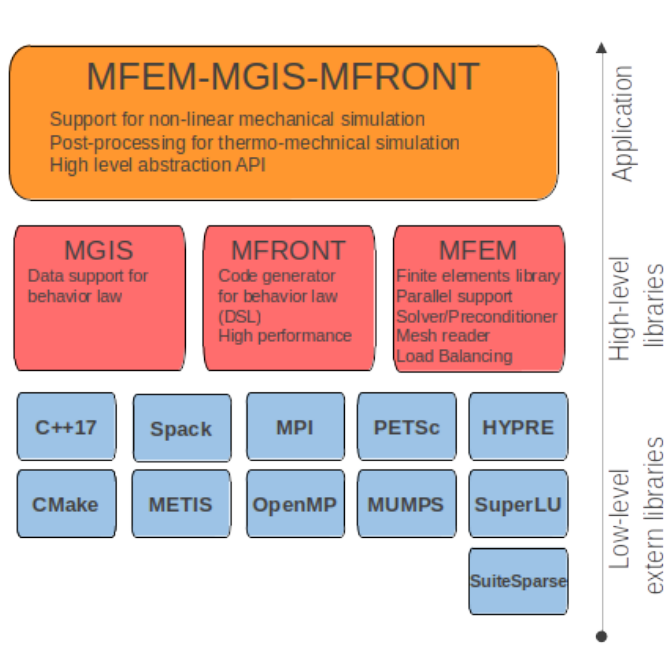 MFEM-MGIS-MFRONT
Support for non-linear mechanical simulation
Post-processing for thermo-mechnical simulation
High level abstraction API
Application
MGIS
Data support for
behavior law
MFRONT
Code generator
for behavior law
(DSL)
High performance
MFEM
Finite elements library
Parallel support
Solver/Preconditioner
Mesh reader
Load Balancing
High-level
libraries
C++17
Spack
MPI
PETSc
HYPRE
CMake
METIS
OpenMP
MUMPS
SuperLU
SuiteSparse
Low-level
extern libraries